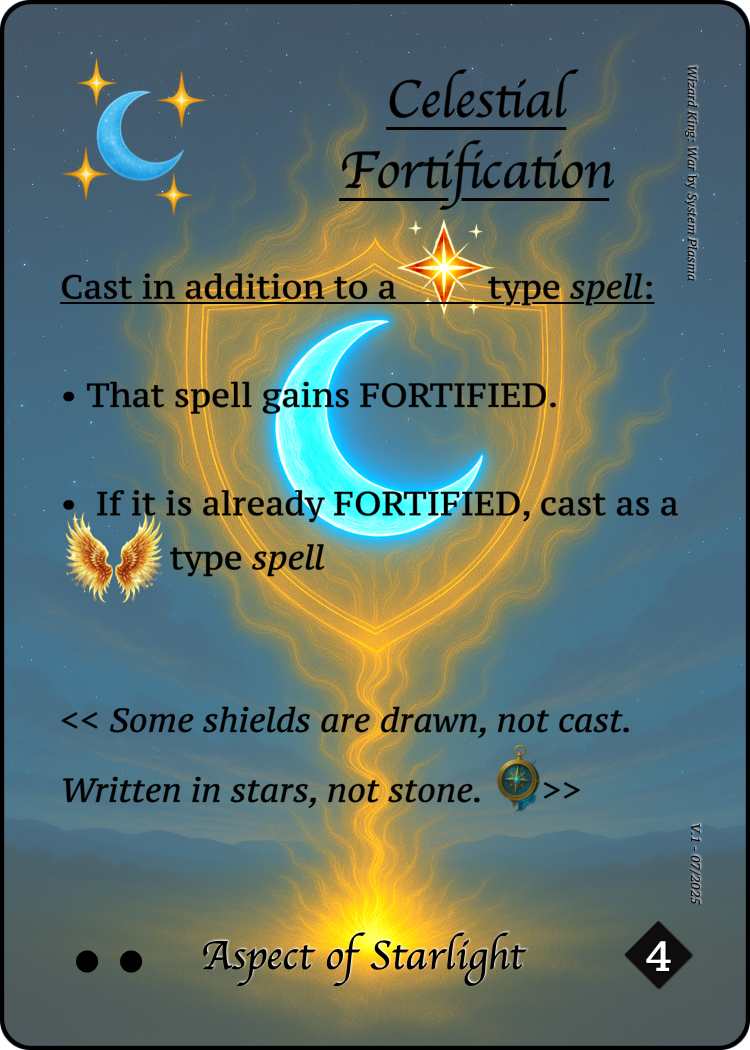 Celestial
Fortification
Wizard King: War by System Plasma
Cast in addition to a type spell:
• That spell gains FORTIFIED.
• If it is already FORTIFIED, cast as a
type spell
<< Some shields are drawn, not cast.
Written in stars, not stone. >>
V.1 - 07/2025
Aspect of Starlight
4